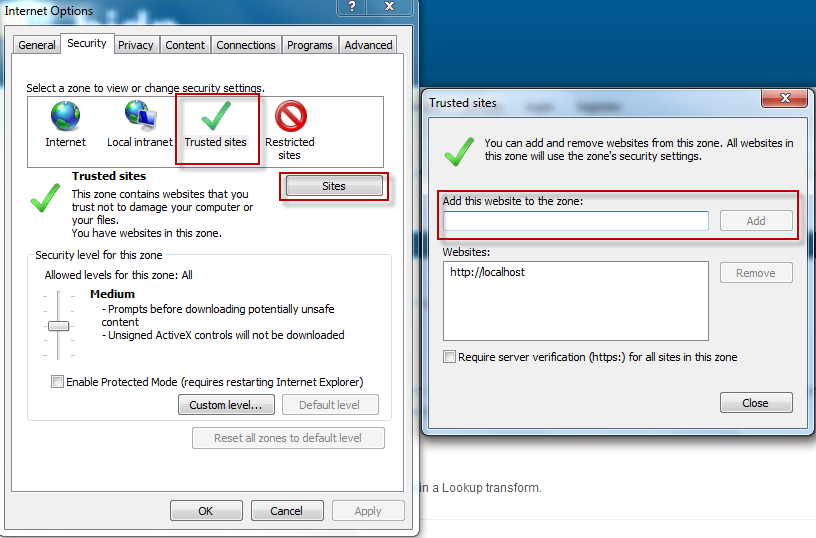 Internet Options
General
Security
Privacy
Content
Connections
Programs
Advanced
Select a zone to view or change security settings.
Internet
Local intranet
Trusted sites
Restricted
sites
Trusted sites
This zone contains websites that you
trust not to damage your computer or
your files.
You have websites in this zone.
Sites
Security level for this zone
Allowed levels for this zone: All
Medium
- Prompts before downloading potentially unsafe
content
- Unsigned ActiveX controls will not be downloaded
Enable Protected Mode (requires restarting Internet Explorer)
Custom level...
Default level
Reset all zones to default level
OK
Cancel
Apply
Trusted sites
You can add and remove websites from this zone. All websites in
this zone will use the zone's security settings.
Add this website to the zone:
Add
Websites:
http://localhost
Remove
Require server verification (https:) for all sites in this zone
Close
in a Lookup transform.